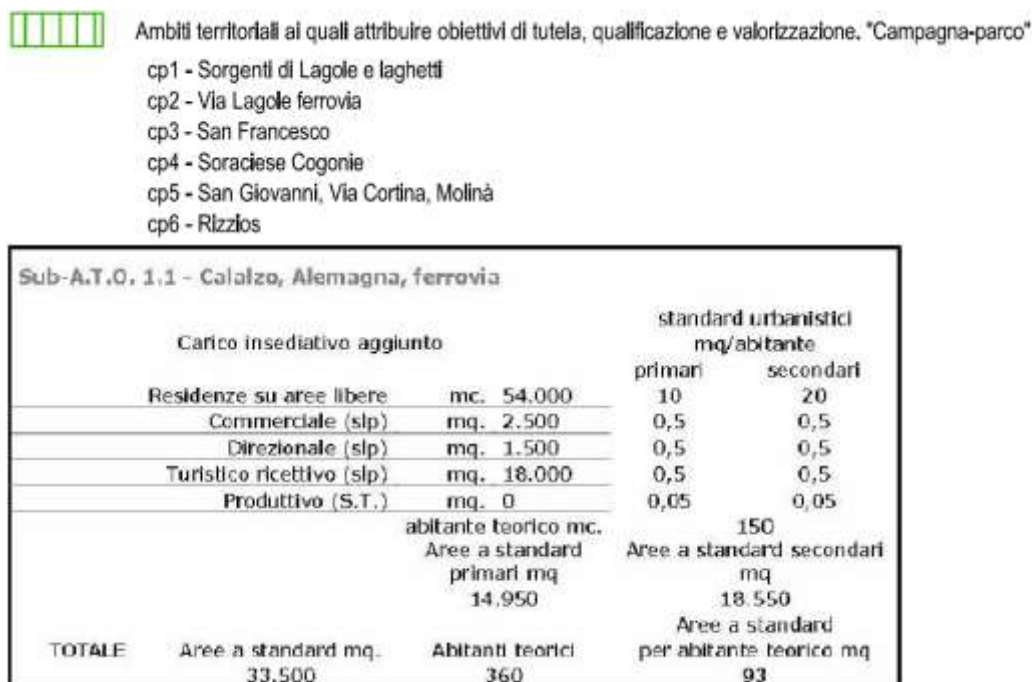 Ambiti territoriali ai quali attribuire obiettivi di tutela, qualificazione e valorizzazione. "Campagna-parco"
cp1 - Sorgenti di Lagole e laghetti
cp2 - Via Lagole ferrovia
cp3 - San Francesco
cp4 - Soraciese Cogonie
cp5 - San Giovanni, Via Cortina, Molinà
cp6 - Rizzios
Sub-A.T.O. 1.1 - Calalzo, Alemagna, ferrovia
standard urbanistici
Carico insediativo aggiunto mq/abitante
primari secondari
Residenze su aree libere mc. 54.000 10 20
Commerciale (slp) mq. 2.500 0,5 0,5
Direzionale (slp) mq. 1.500 0,5 0,5
Turistico ricettivo (slp) mq. 18.000 0,5 0,5
Produttivo (S.T.) mq. 0 0,05 0,05
abitante teorico mc. 150
Aree a standard Aree a standard secondari
primari mq mq
14.950 18.550
Aree a standard
TOTALE Aree a standard mq. Abitanti teorici per abitante teorico mq
33.500 360 93